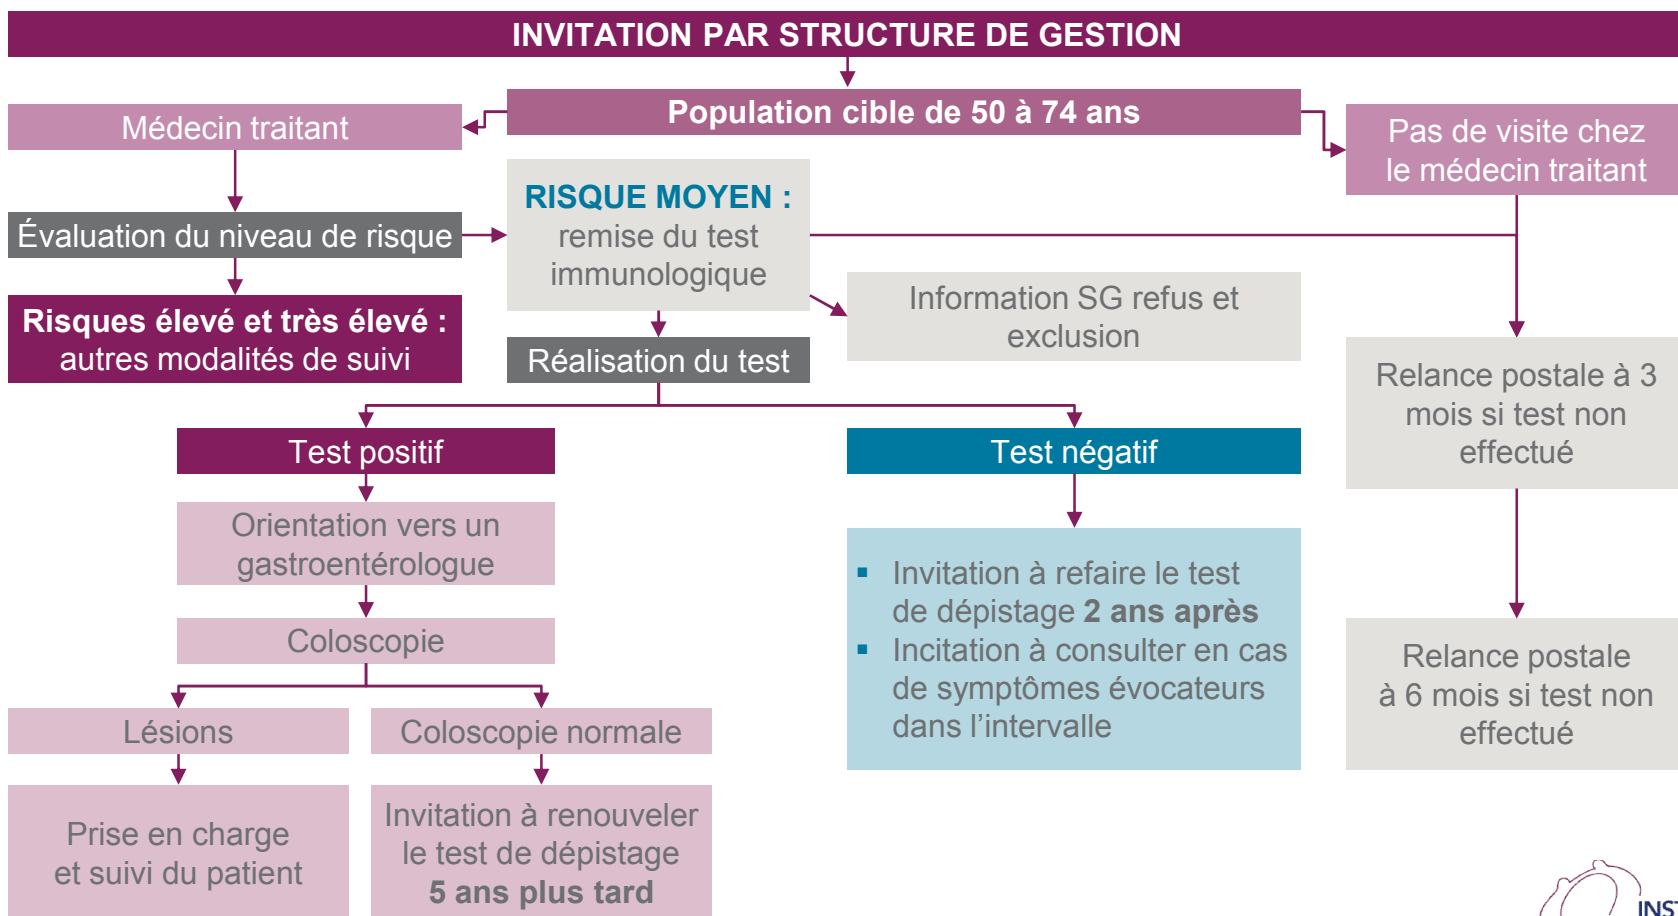 INVITATION PAR STRUCTURE DE GESTION
Population cible de 50 à 74 ans
Médecin traitant
Pas de visite chez
le médecin traitant
Évaluation du niveau de risque
RISQUE MOYEN :
remise du test
immunologique
Risques élevé et très élevé :
autres modalités de suivi
Information SG refus et
exclusion
Réalisation du test
Relance postale à 3
mois si test non
effectué
Test positif
Test négatif
Orientation vers un
gastroentérologue
▪ Invitation à refaire le test
de dépistage 2 ans après
▪ Incitation à consulter en cas
de symptômes évocateurs
dans l’intervalle
Coloscopie
Relance postale
à 6 mois si test non
effectué
Lésions
Coloscopie normale
Prise en charge
et suivi du patient
Invitation à renouveler
le test de dépistage
5 ans plus tard
INST